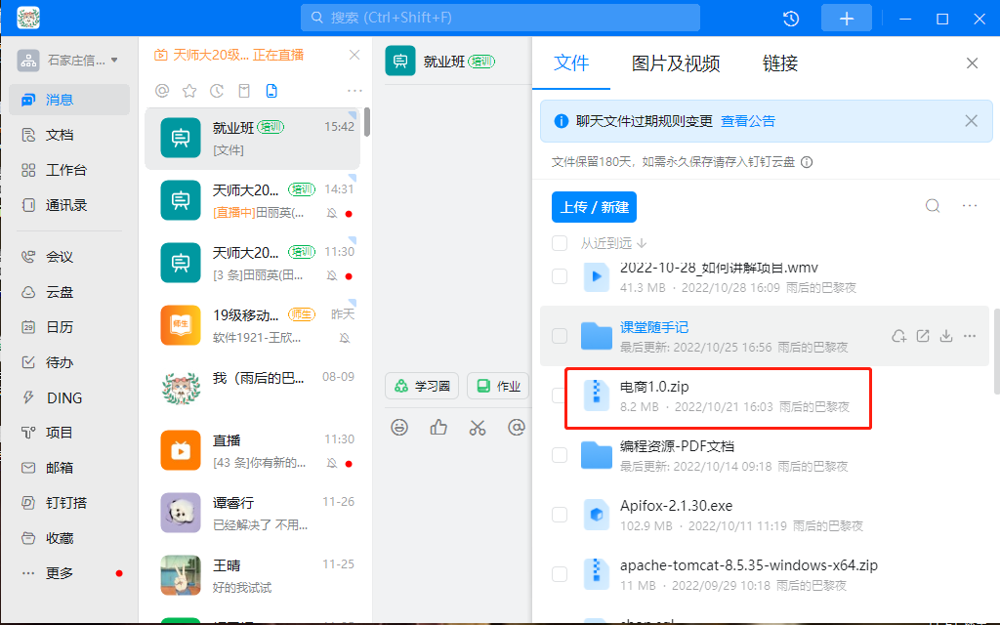 搜索 (Ctrl+Shift+F)
石家庄信...
消息
文档
工作台
通讯录
会议
云盘
日历
待办
DING
项目
邮箱
钉钉搭
收藏
更多
天师大20级... 正在直播
就业班 培训 15:42
[文件]
天师大20... 培训 14:31
[直播中]田丽英(...
天师大20... 培训 11:30
[3 条]田丽英(田...
师生
19级移动... 师生 昨天
软件1921-王欣...
我（雨后的巴... 08-09
直播 11:30
[43 条]你有新的...
谭睿行 11-26
已经解决了 不用...
王晴 11-25
好的我试试
就业班 培训
学习圈
作业
文件
图片及视频
链接
聊天文件过期规则变更 查看公告
文件保留180天，如需永久保存请存入钉钉云盘
上传 / 新建
从近到远
2022-10-28_如何讲解项目.wmv
41.3 MB · 2022/10/28 16:09 雨后的巴黎夜
课堂随手记
最后更新: 2022/10/25 16:56 雨后的巴黎夜
电商1.0.zip
8.2 MB · 2022/10/21 16:03 雨后的巴黎夜
编程资源-PDF文档
最后更新: 2022/10/14 09:18 雨后的巴黎夜
Apifox-2.1.30.exe
102.9 MB · 2022/10/11 11:19 雨后的巴黎夜
apache-tomcat-8.5.35-windows-x64.zip
11 MB · 2022/09/29 10:18 雨后的巴黎夜